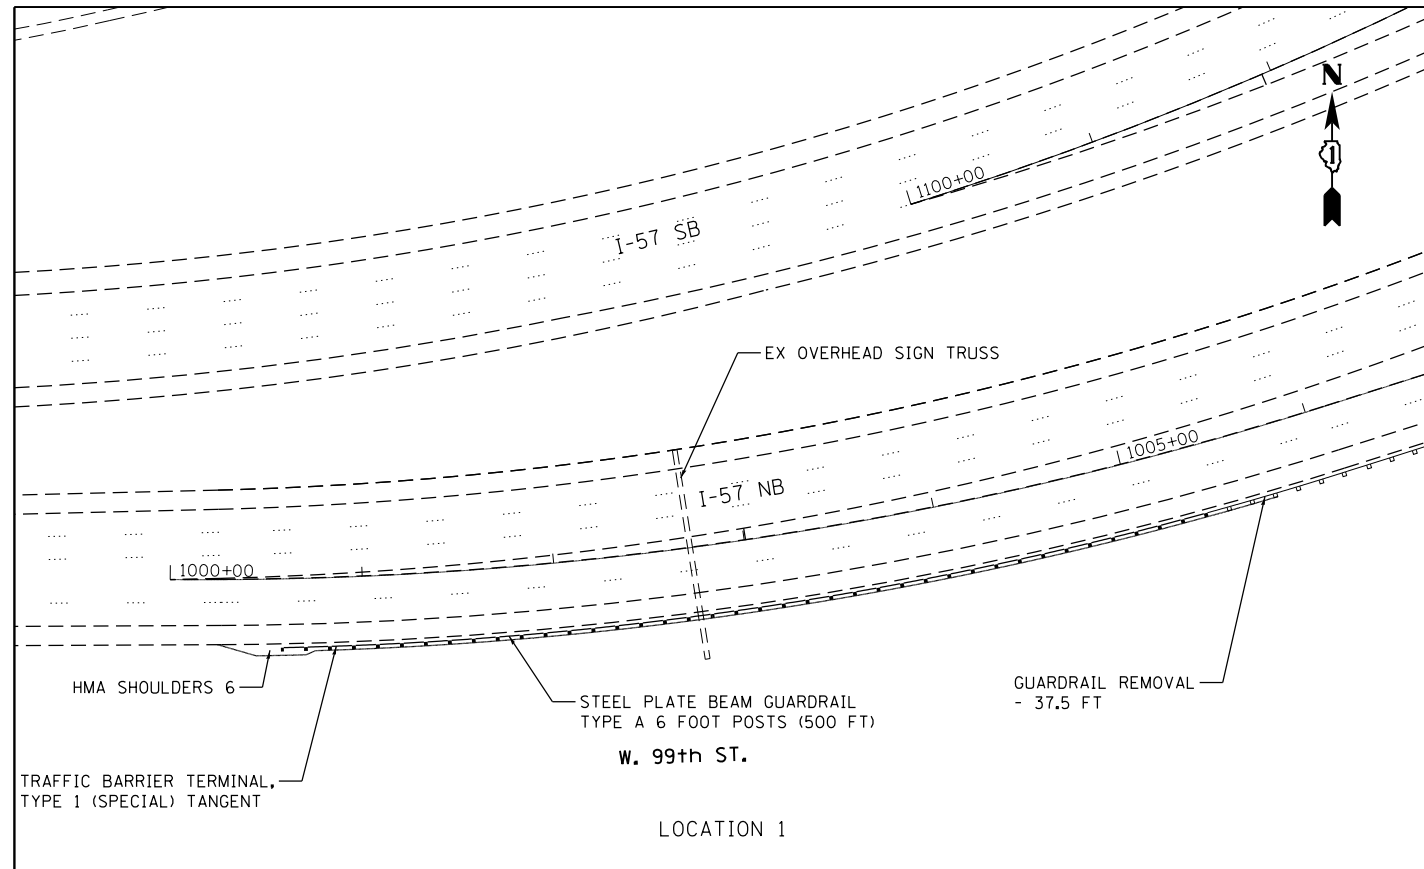 N
1
1100+00
I-57 SB
EX OVERHEAD SIGN TRUSS
1005+00
I-57 NB
1000+00
HMA SHOULDERS 6
STEEL PLATE BEAM GUARDRAIL
TYPE A 6 FOOT POSTS (500 FT)
GUARDRAIL REMOVAL
- 37.5 FT
W. 99th ST.
TRAFFIC BARRIER TERMINAL,
TYPE 1 (SPECIAL) TANGENT
LOCATION 1